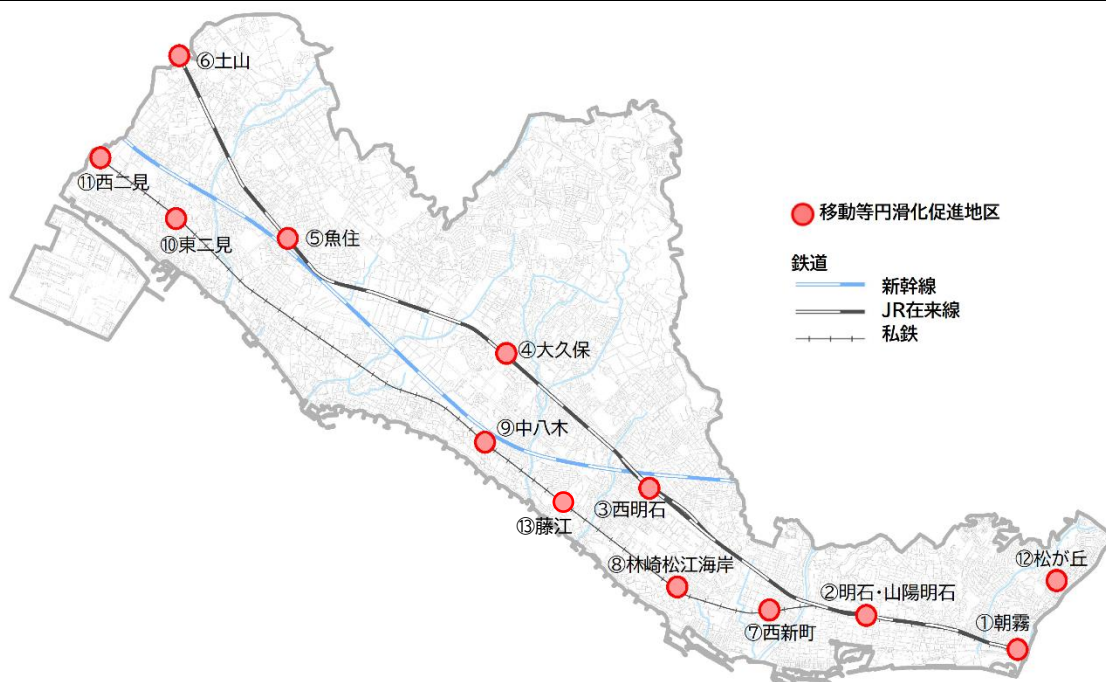 ⑥土山
⑪西二見
⑩東二見
⑤魚住
移動等円滑化促進地区
鉄道
新幹線
JR在来線
私鉄
④大久保
⑨中八木
③西明石
⑬藤江
⑧林崎松江海岸
⑫松が丘
②明石・山陽明石
⑦西新町
①朝霧